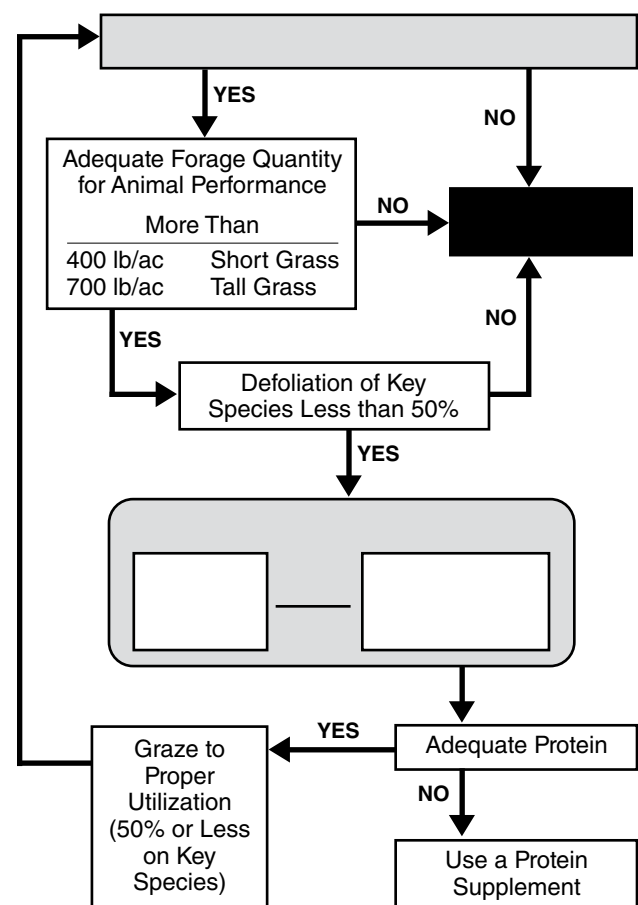 YES
NO
Adequate Forage Quantity
for Animal Performance
More Than
400 lb/ac Short Grass
700 lb/ac Tall Grass
NO
YES
NO
Defoliation of Key
Species Less than 50%
YES
Adequate Protein
YES
Graze to
Proper
Utilization
(50% or Less
on Key
Species)
NO
Use a Protein
Supplement